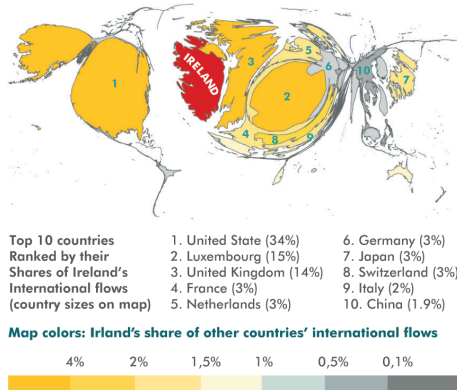 1
IRELAND
3
5
6
2
10
7
4
8
9
Top 10 countries
Ranked by their
Shares of Ireland's
International flows
(country sizes on map)
1. United State (34%)
2. Luxembourg (15%)
3. United Kingdom (14%)
4. France (3%)
5. Netherlands (3%)
6. Germany (3%)
7. Japan (3%)
8. Switzerland (3%)
9. Italy (2%)
10. China (1.9%)
Map colors: Irland's share of other countries' international flows
4% 2% 1,5% 1% 0,5% 0,1%